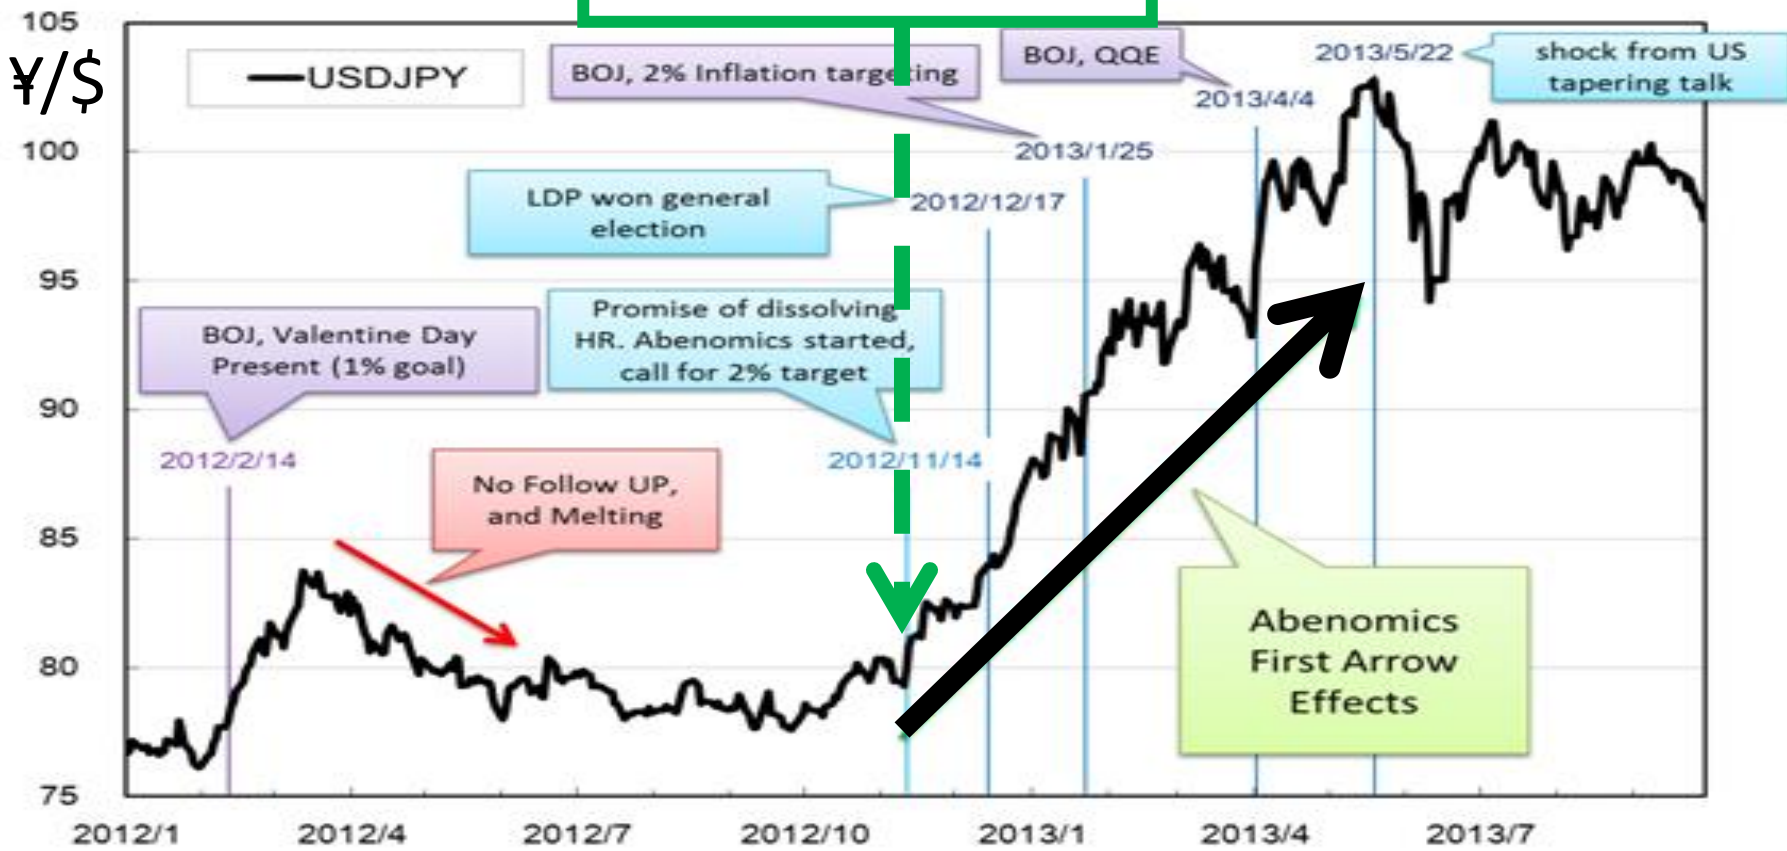 105
¥/$
USDJPY
BOJ, 2% Inflation targeting
BOJ, QQE
2013/5/22
shock from US
tapering talk
2013/4/4
100
2013/1/25
LDP won general
election
2012/12/17
95
BOJ, Valentine Day
Present (1% goal)
Promise of dissolving
HR. Abenomics started,
call for 2% target
90
2012/2/14
2012/11/14
No Follow UP,
and Melting
85
Abenomics
First Arrow
Effects
80
75
2012/1
2012/4
2012/7
2012/10
2013/1
2013/4
2013/7